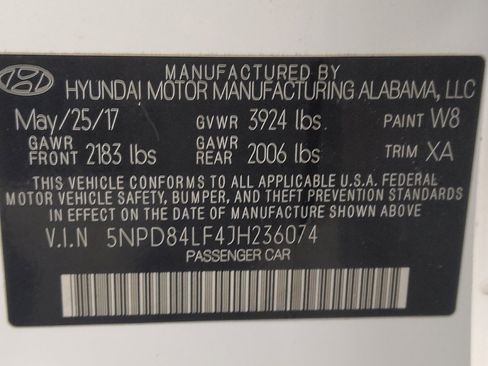 MANUFACTURED BY
HYUNDAI MOTOR MANUFACTURING ALABAMA, LLC
May/25/17 GVWR 3924 lbs. PAINT W8
GAWR FRONT 2183 lbs GAWR REAR 2006 lbs TRIM XA
THIS VEHICLE CONFORMS TO ALL APPLICABLE U.S.A. FEDERAL
MOTOR VEHICLE SAFETY, BUMPER, AND THEFT PREVENTION STANDARDS
IN EFFECT ON THE DATE OF MANUFACTURE SHOWN ABOVE
V.I.N 5NPD84LF4JH236074
PASSENGER CAR